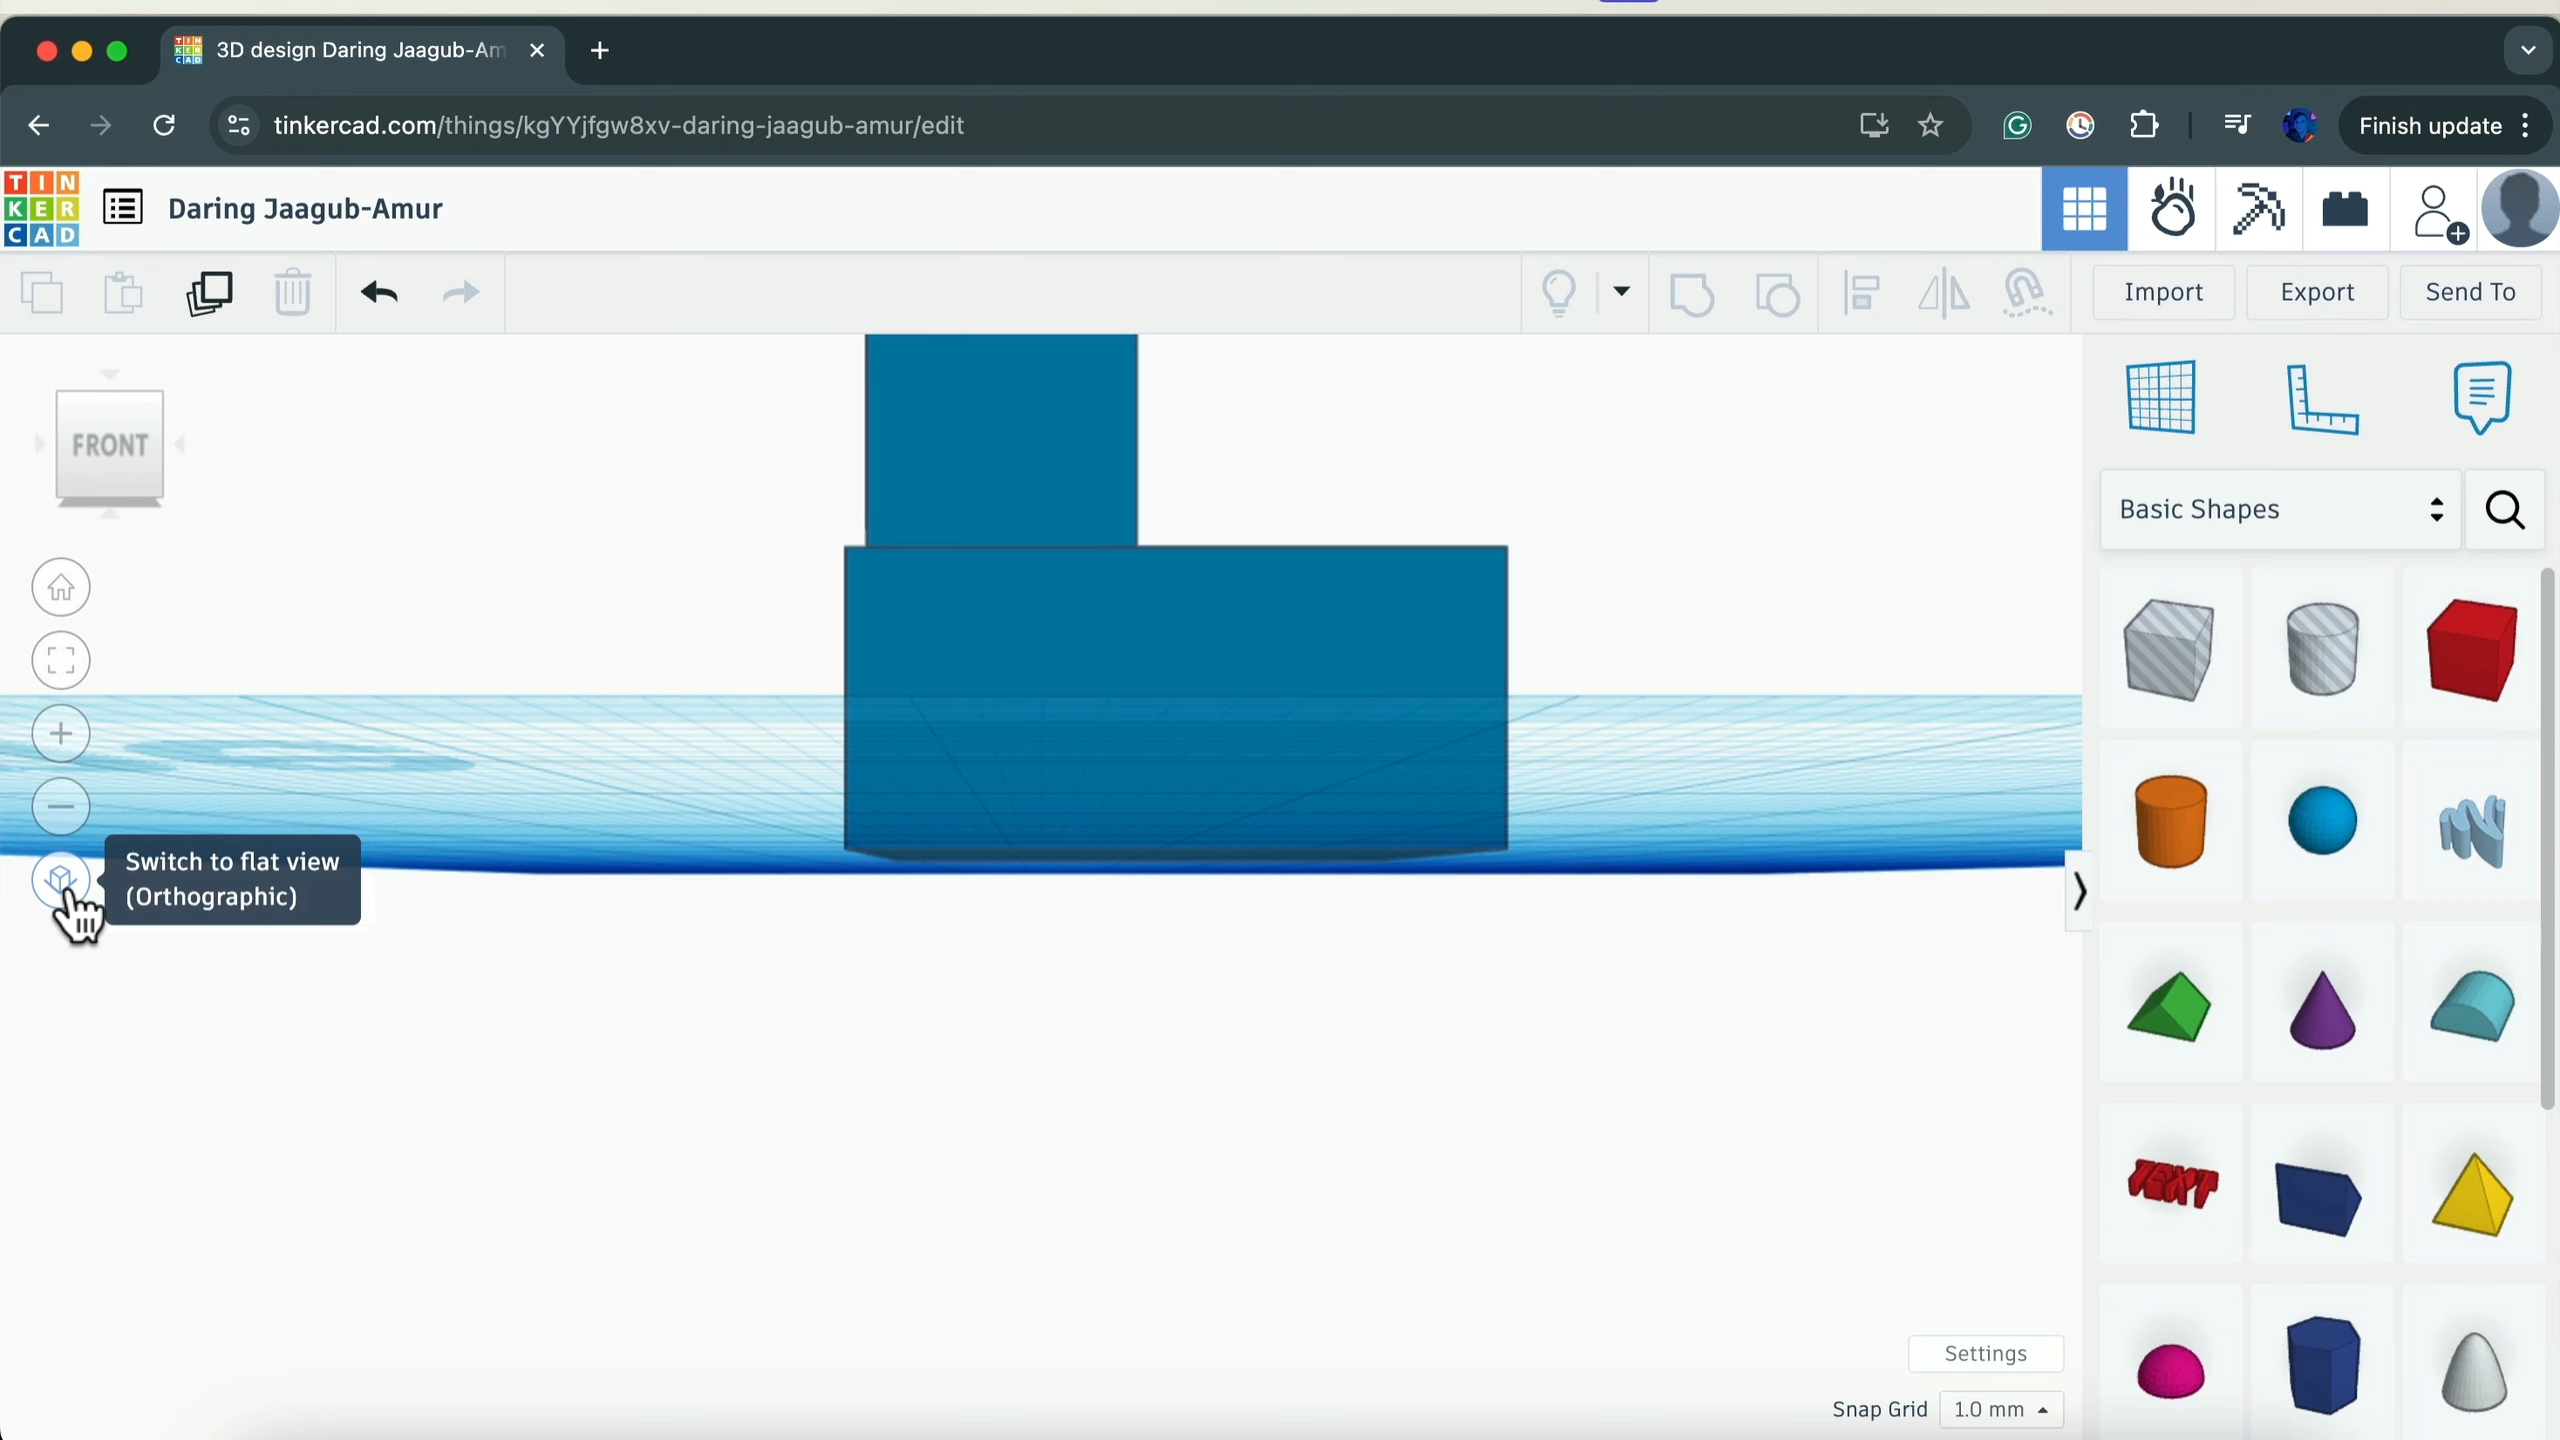 3D design Daring Jaagub-Am
tinkercad.com/things/kgYYjfgw8xv-daring-jaagub-amur/edit
Finish update
TIN
KER
CAD
Daring Jaagub-Amur
Import
Export
Send To
FRONT
Basic Shapes
Switch to flat view
(Orthographic)
TEXT
Settings
Snap Grid
1.0 mm